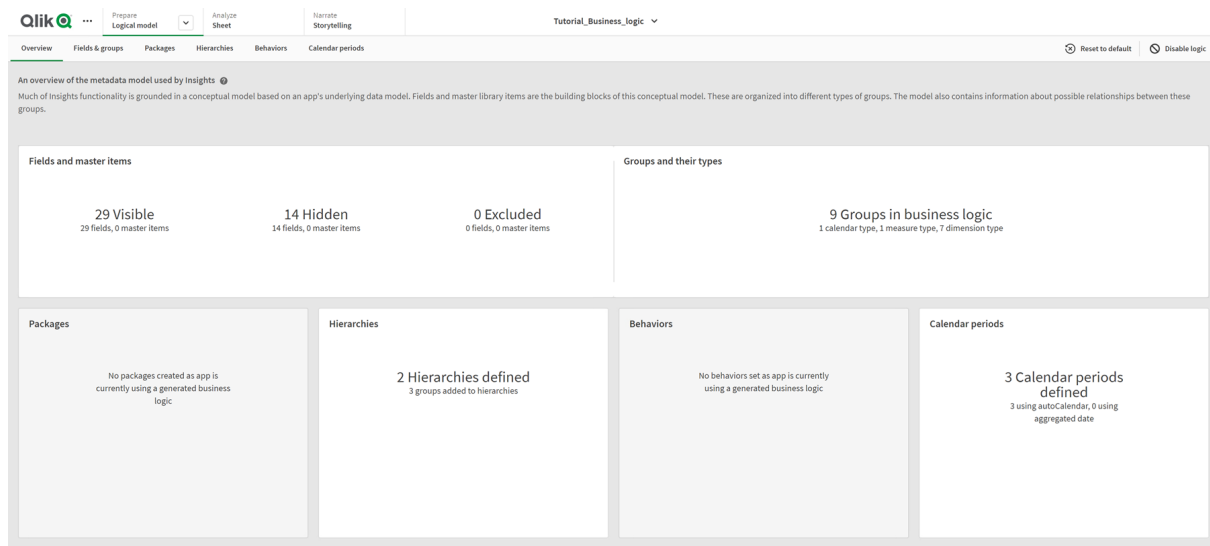 Qlik
Prepare
Logical model
Analyze
Sheet
Narrate
Storytelling
Tutorial_Business_logic
Overview
Fields & groups
Packages
Hierarchies
Behaviors
Calendar periods
Reset to default
Disable logic
An overview of the metadata model used by Insights
Much of Insights functionality is grounded in a conceptual model based on an app's underlying data model. Fields and master library items are the building blocks of this conceptual model. These are organized into different types of groups. The model also contains information about possible relationships between these
groups.
Fields and master items
29 Visible
29 fields, 0 master items
14 Hidden
14 fields, 0 master items
0 Excluded
0 fields, 0 master items
Groups and their types
9 Groups in business logic
1 calendar type, 1 measure type, 7 dimension type
Packages
No packages created as app is
currently using a generated business
logic
Hierarchies
2 Hierarchies defined
3 groups added to hierarchies
Behaviors
No behaviors set as app is currently
using a generated business logic
Calendar periods
3 Calendar periods
defined
3 using autoCalendar, 0 using
aggregated date